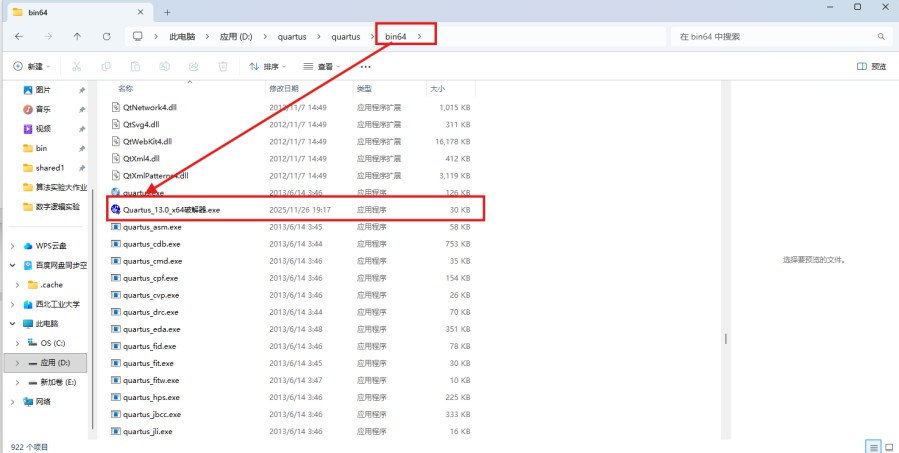 bin64
此电脑 > 应用 (D:) > quartus > quartus > bin64 >
在 bin64 中搜索
新建 排序 查看 ... 预览
名称 修改日期 类型 大小
图片
音乐
视频
bin
shared1
算法实验大作业
数字逻辑实验
WPS云盘
百度网盘同步空
.cache
西北工业大学
此电脑
OS (C:)
应用 (D:)
新加卷 (E:)
网络
QtNetwork4.dll 2012/11/7 14:49 应用程序扩展 1,015 KB
QtSvg4.dll 2012/11/7 14:49 应用程序扩展 311 KB
QtWebKit4.dll 2012/11/7 14:49 应用程序扩展 16,178 KB
QtXml4.dll 2012/11/7 14:49 应用程序扩展 412 KB
QtXmlPatterns4.dll 2012/11/7 14:49 应用程序扩展 3,119 KB
quartus.exe 2013/6/14 3:46 应用程序 126 KB
Quartus_13.0_x64破解器.exe 2025/11/26 19:17 应用程序 30 KB
quartus_asm.exe 2013/6/14 3:45 应用程序 58 KB
quartus_cdb.exe 2013/6/14 3:44 应用程序 753 KB
quartus_cmd.exe 2013/6/14 3:46 应用程序 35 KB
quartus_cpf.exe 2013/6/14 3:45 应用程序 154 KB
quartus_cvp.exe 2013/6/14 3:46 应用程序 26 KB
quartus_drc.exe 2013/6/14 3:44 应用程序 70 KB
quartus_eda.exe 2013/6/14 3:48 应用程序 351 KB
quartus_fid.exe 2013/6/14 3:46 应用程序 78 KB
quartus_fit.exe 2013/6/14 3:45 应用程序 30 KB
quartus_fitw.exe 2013/6/14 3:47 应用程序 10 KB
quartus_hps.exe 2013/6/14 3:46 应用程序 225 KB
quartus_jbcc.exe 2013/6/14 3:44 应用程序 333 KB
quartus_jli.exe 2013/6/14 3:46 应用程序 16 KB
选择要预览的文件。
922 个项目